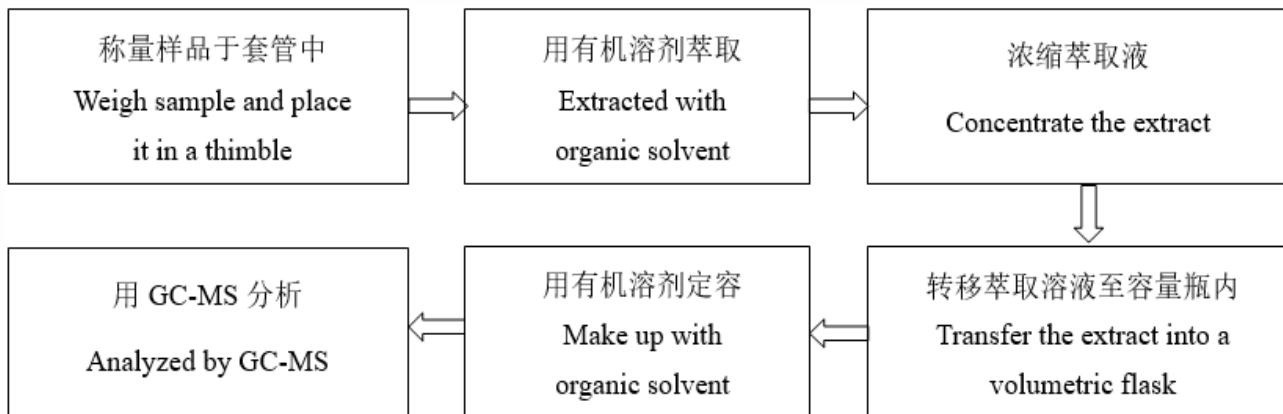 称量样品于套管中
Weigh sample and place
it in a thimble
用有机溶剂萃取
Extracted with
organic solvent
浓缩萃取液
Concentrate the extract
转移萃取溶液至容量瓶内
Transfer the extract into a
volumetric flask
用有机溶剂定容
Make up with
organic solvent
用 GC-MS 分析
Analyzed by GC-MS